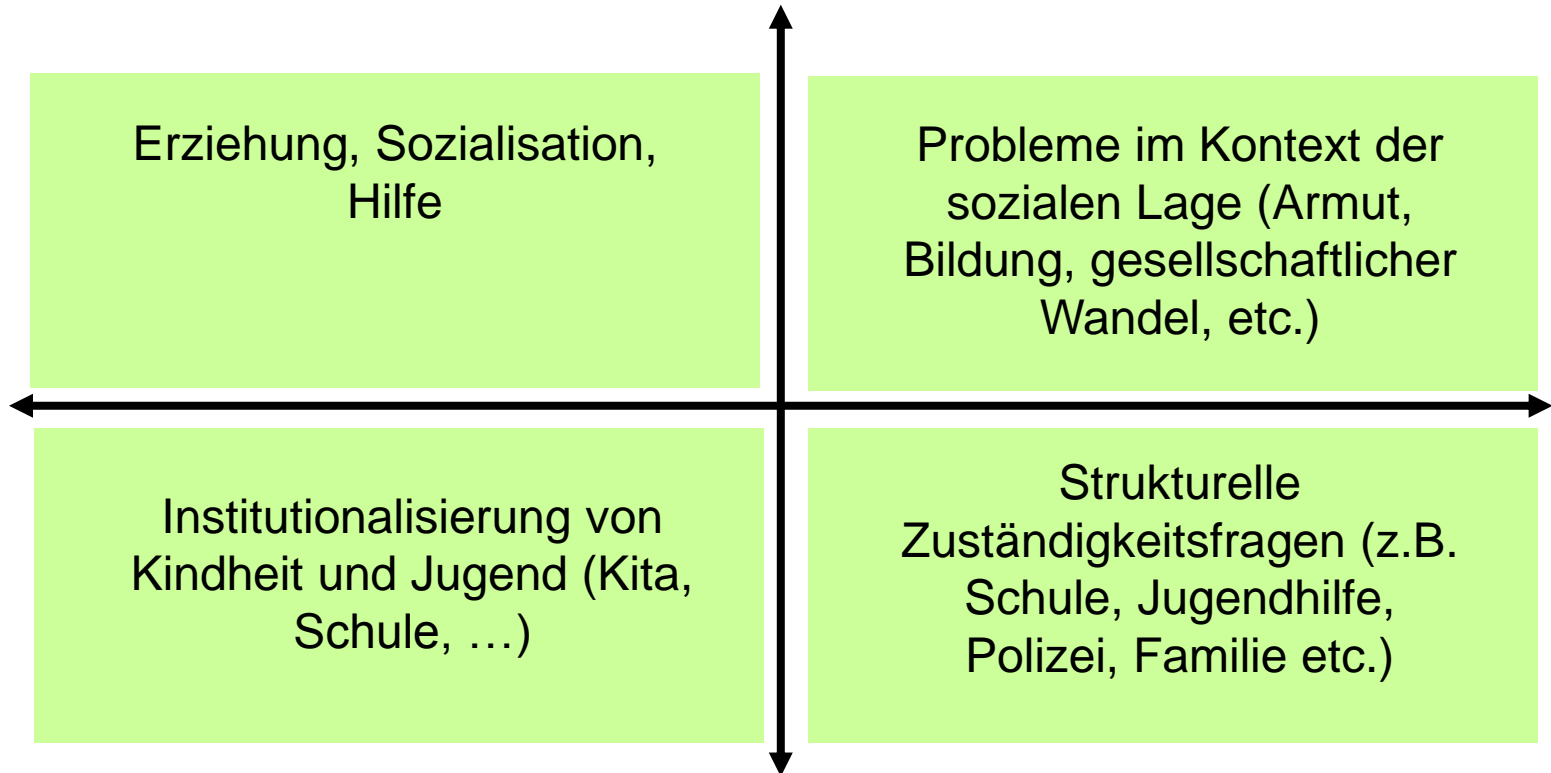 Erziehung, Sozialisation,
Hilfe
Probleme im Kontext der
sozialen Lage (Armut,
Bildung, gesellschaftlicher
Wandel, etc.)
Institutionalisierung von
Kindheit und Jugend (Kita,
Schule, …)
Strukturelle
Zuständigkeitsfragen (z.B.
Schule, Jugendhilfe,
Polizei, Familie etc.)